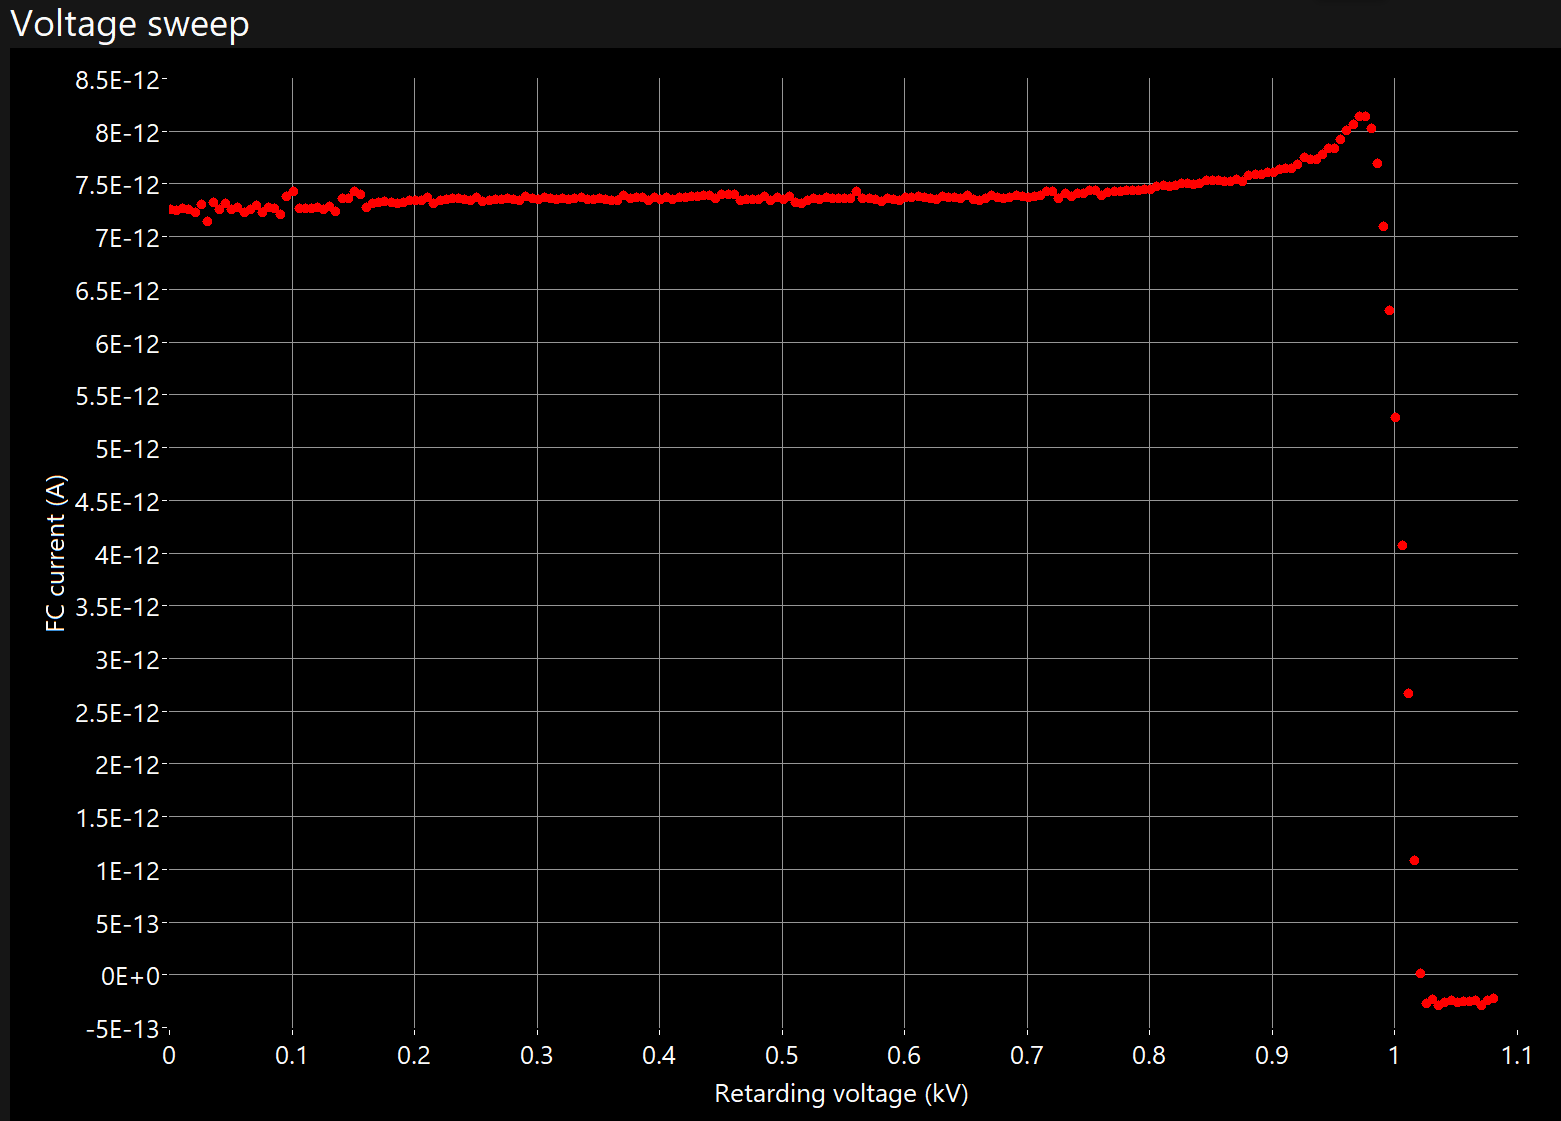 Voltage sweep
8.5E-12
8E-12
7.5E-12
7E-12
6.5E-12
6E-12
5.5E-12
5E-12
4.5E-12
4E-12
3.5E-12
3E-12
2.5E-12
2E-12
1.5E-12
1E-12
5E-13
0E+0
-5E-13
FC current (A)
0 0.1 0.2 0.3 0.4 0.5 0.6 0.7 0.8 0.9 1 1.1
Retarding voltage (kV)